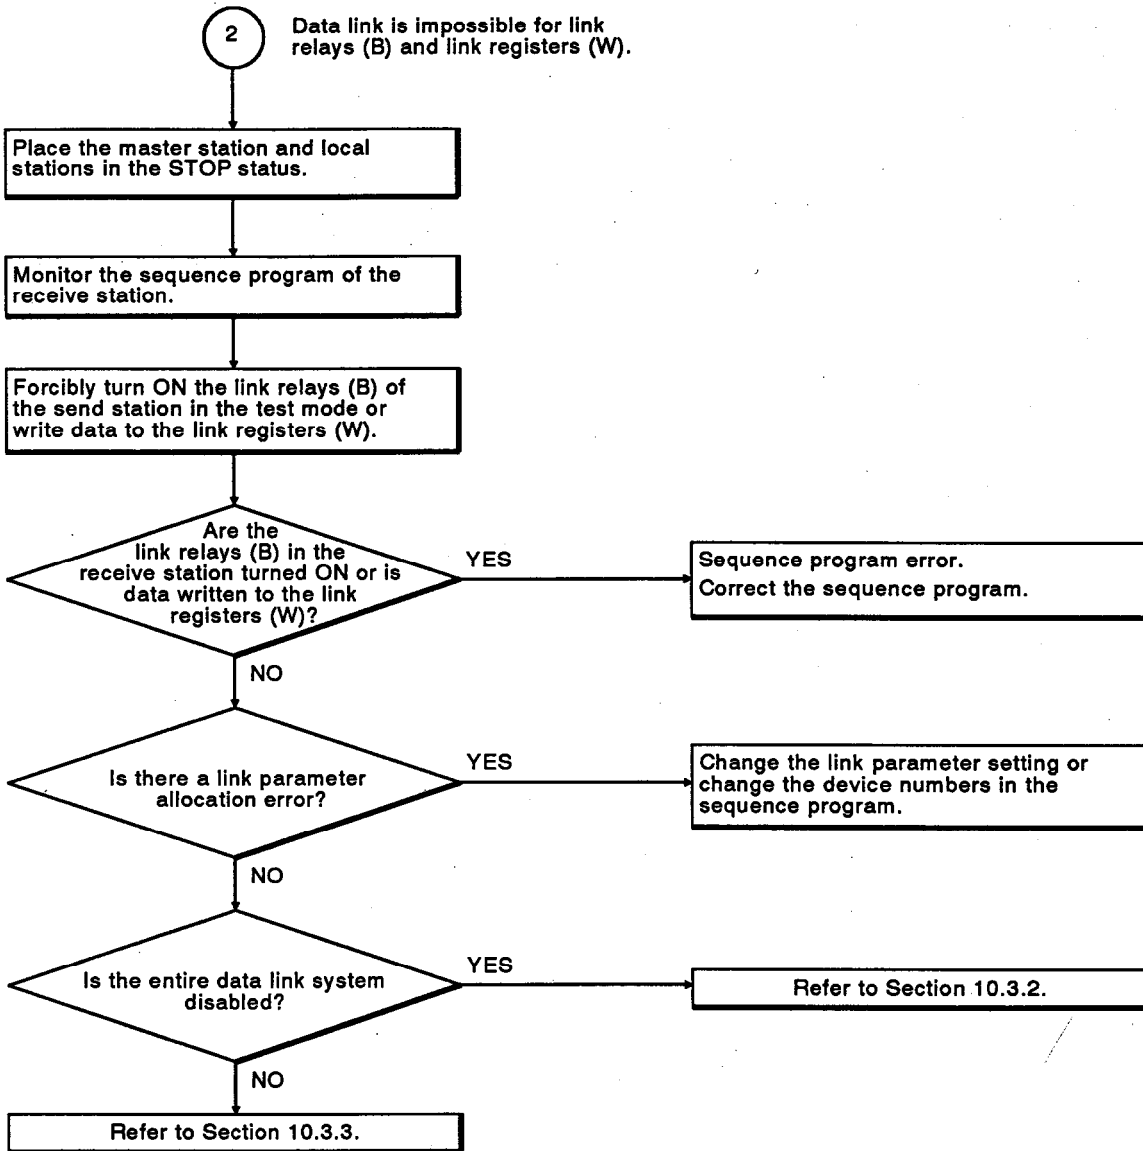 2
Data link is impossible for link
relays (B) and link registers (W).
Place the master station and local
stations in the STOP status.
Monitor the sequence program of the
receive station.
Forcibly turn ON the link relays (B) of
the send station in the test mode or
write data to the link registers (W).
Are the
link relays (B) in the
receive station turned ON or is
data written to the link
registers (W)?
YES
Sequence program error.
Correct the sequence program.
NO
Is there a link parameter
allocation error?
YES
Change the link parameter setting or
change the device numbers in the
sequence program.
NO
Is the entire data link system
disabled?
YES
Refer to Section 10.3.2.
NO
Refer to Section 10.3.3.